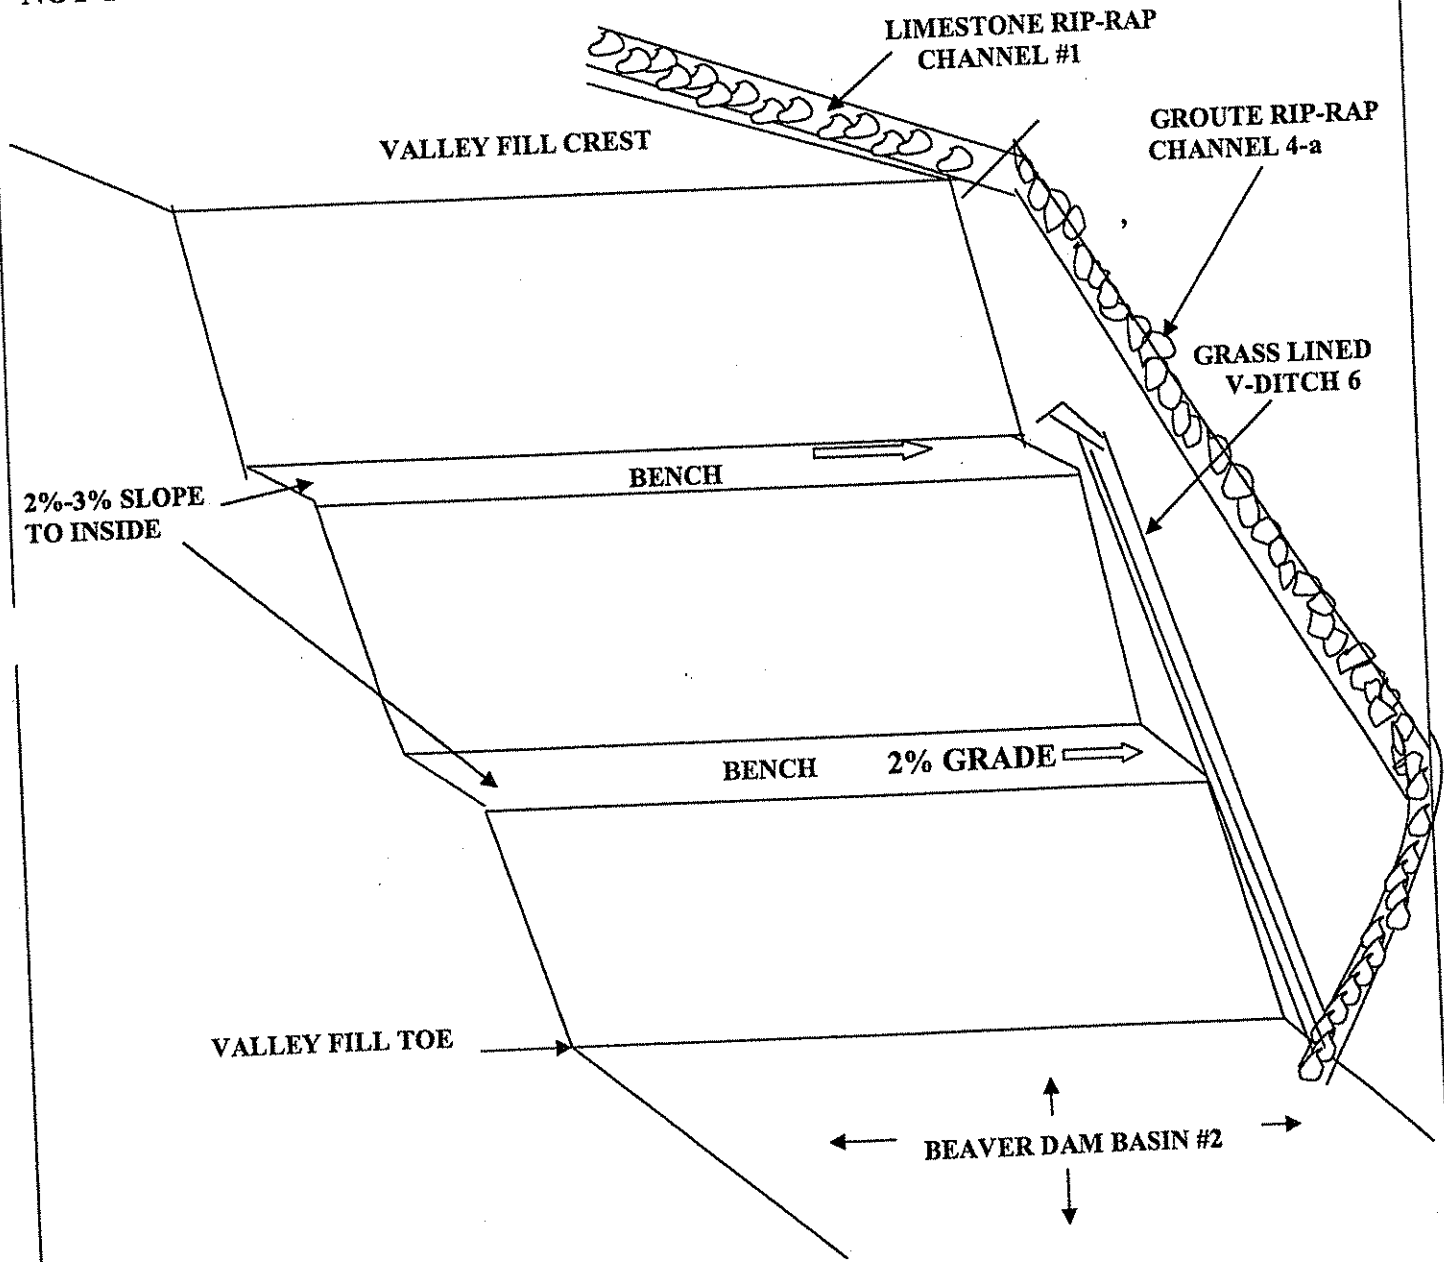 LIMESTONE RIP-RAP
CHANNEL #1
GROUTE RIP-RAP
CHANNEL 4-a
VALLEY FILL CREST
GRASS LINED
V-DITCH 6
BENCH
2%-3% SLOPE
TO INSIDE
BENCH 2% GRADE
VALLEY FILL TOE
BEAVER DAM BASIN #2